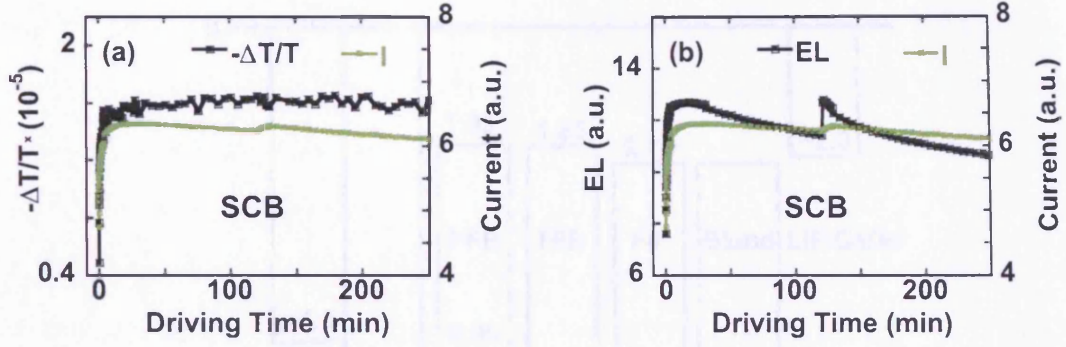 (a) -ΔT/T I
2
0.4
-ΔT/T· (10⁻⁵)
8
6
4
Current (a.u.)
SCB
0 100 200
Driving Time (min)
(b) EL I
14
6
EL (a.u.)
8
6
4
Current (a.u.)
SCB
0 100 200
Driving Time (min)